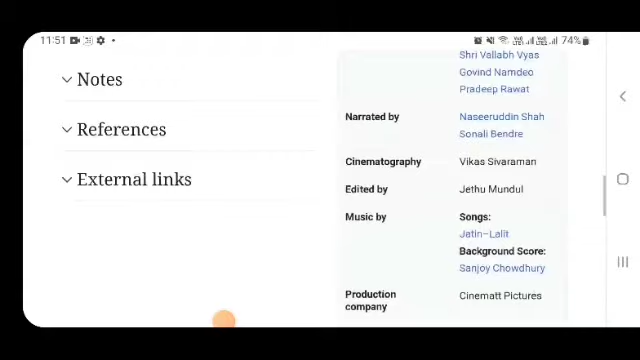 11:51
74%
Notes
References
External links
Shri Vallabh Vyas
Govind Namdeo
Pradeep Rawat
Narrated by
Naseeruddin Shah
Sonali Bendre
Cinematography
Vikas Sivaraman
Edited by
Jethu Mundul
Music by
Songs:
Jatin–Lalit
Background Score:
Sanjoy Chowdhury
Production
company
Cinematt Pictures